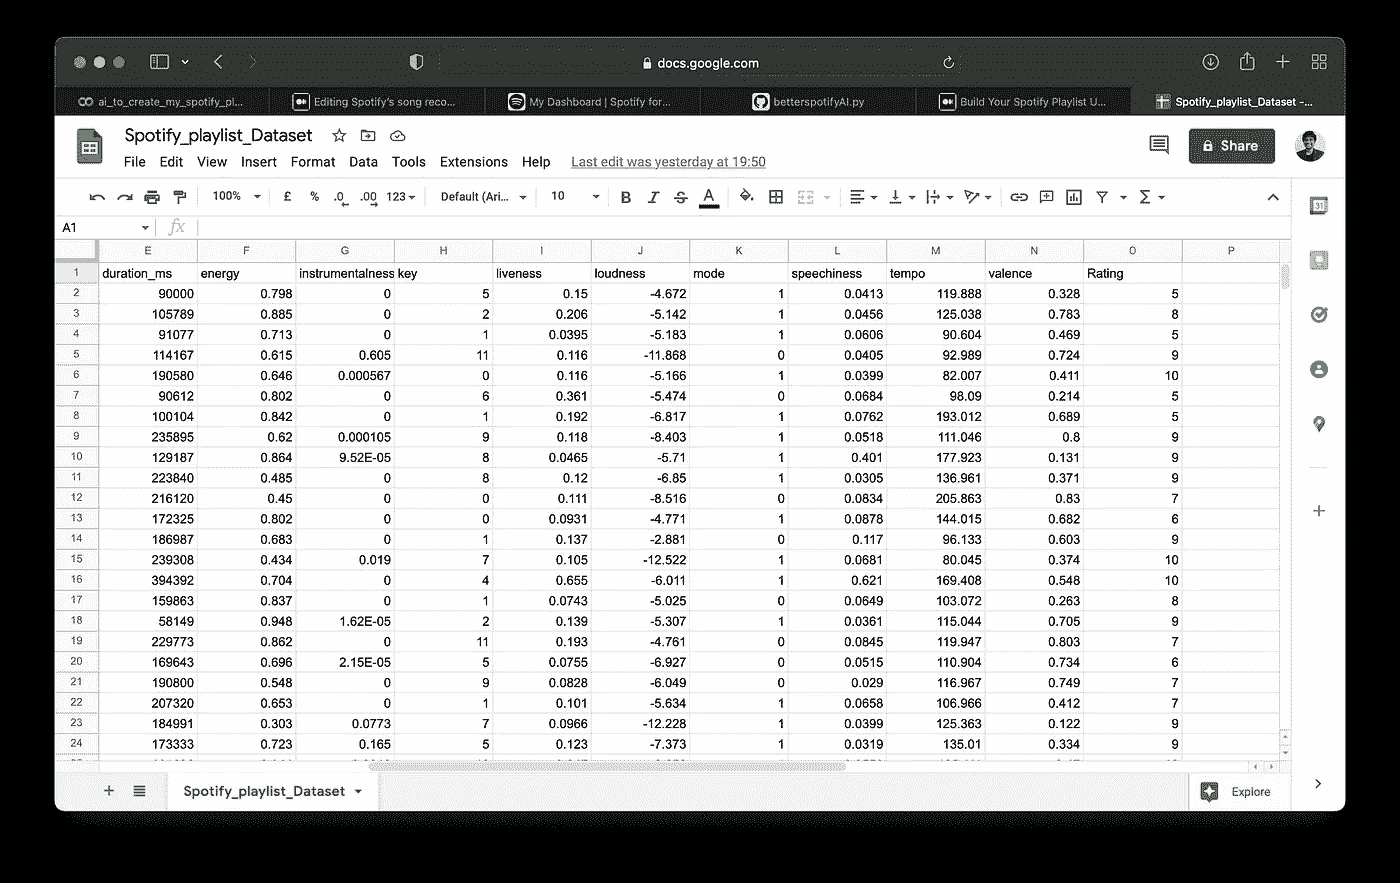 docs.google.com
ai_to_create_my_spotify_pl... Editing Spotify's song reco... My Dashboard | Spotify for... betterspotifyAI.py Build Your Spotify Playlist U... Spotify_playlist_Dataset -...
Spotify_playlist_Dataset
Share
File Edit View Insert Format Data Tools Extensions Help Last edit was yesterday at 19:50
100% £ % .0 .00 123 Default (Ari... 10 B I S A Σ
31
A1 fx
E F G H I J K L M N O P
1 duration_ms energy instrumentalness key liveness loudness mode speechiness tempo valence Rating
2 90000 0.798 0 5 0.15 -4.672 1 0.0413 119.888 0.328 5
3 105789 0.885 0 2 0.206 -5.142 1 0.0456 125.038 0.783 8
4 91077 0.713 0 1 0.0395 -5.183 1 0.0606 90.604 0.469 5
5 114167 0.615 0.605 11 0.116 -11.868 0 0.0405 92.989 0.724 9
6 190580 0.646 0.000567 0 0.116 -5.166 1 0.0399 82.007 0.411 10
7 90612 0.802 0 6 0.361 -5.474 0 0.0684 98.09 0.214 5
8 100104 0.842 0 1 0.192 -6.817 1 0.0762 193.012 0.689 5
9 235895 0.62 0.000105 9 0.118 -8.403 1 0.0518 111.046 0.8 9
10 129187 0.864 9.52E-05 8 0.0465 -5.71 1 0.401 177.923 0.131 9
11 223840 0.485 0 8 0.12 -6.85 1 0.0305 136.961 0.371 9
12 216120 0.45 0 0 0.111 -8.516 0 0.0834 205.863 0.83 7
13 172325 0.802 0 0 0.0931 -4.771 1 0.0878 144.015 0.682 6
14 186987 0.683 0 1 0.137 -2.881 0 0.117 96.133 0.603 9
15 239308 0.434 0.019 7 0.105 -12.522 1 0.0681 80.045 0.374 10
16 394392 0.704 0 4 0.655 -6.011 1 0.621 169.408 0.548 10
17 159863 0.837 0 1 0.0743 -5.025 0 0.0649 103.072 0.263 8
18 58149 0.948 1.62E-05 2 0.139 -5.307 1 0.0361 115.044 0.705 9
19 229773 0.862 0 11 0.193 -4.761 0 0.0845 119.947 0.803 7
20 169643 0.696 2.15E-05 5 0.0755 -6.927 0 0.0515 110.904 0.734 6
21 190800 0.548 0 9 0.0828 -6.049 0 0.029 116.967 0.749 7
22 207320 0.653 0 1 0.101 -5.634 1 0.0658 106.966 0.412 7
23 184991 0.303 0.0773 7 0.0966 -12.228 1 0.0399 125.363 0.122 9
24 173333 0.723 0.165 5 0.123 -7.373 1 0.0319 135.01 0.334 9
Spotify_playlist_Dataset
Explore